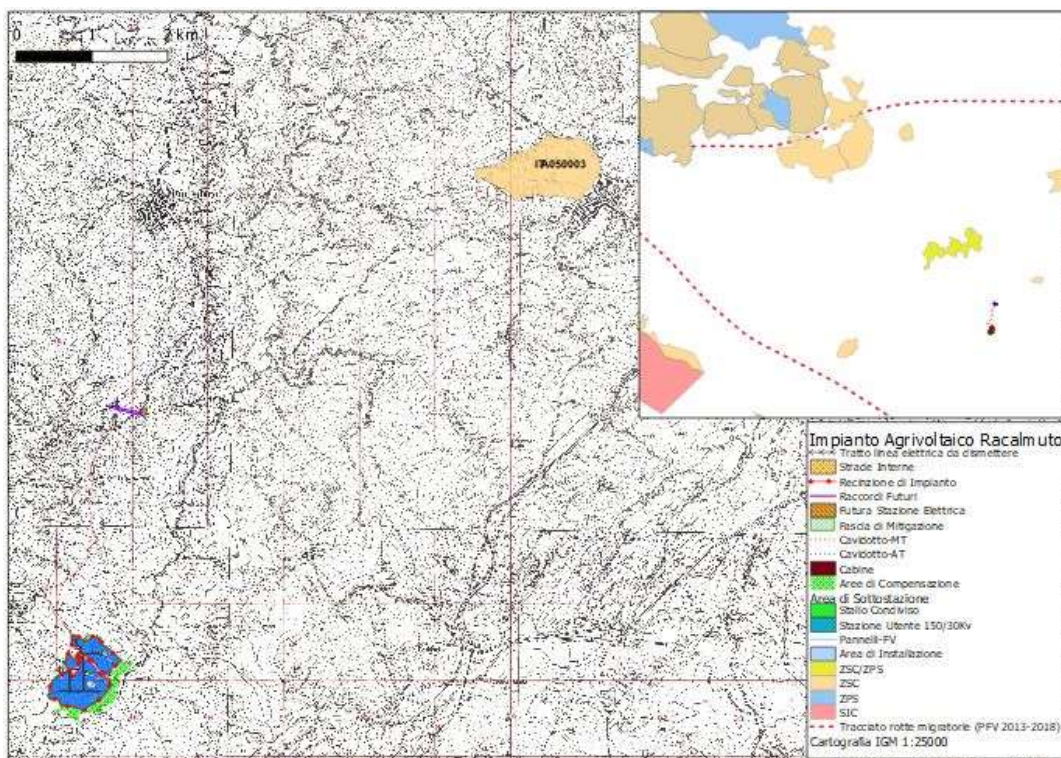 0 1 2 km
ITA050003
Impianto Agrivoltaico Racalmuto
Tratto linea elettrica da dismettere
Strade Interne
Recinzione di Impianto
Raccordi Futuri
Futura Stazione Elettrica
Fascia di Mitigazione
Cavidotto-MT
Cavidotto-AT
Cabine
Aree di Compensazione
Area di Sottostazione
Stallo Condiviso
Stazione Utente 150/30Kv
Pannelli-FV
Area di Installazione
ZSC/ZPS
ZSC
ZPS
SIC
Tracciato rotte migratorie (PFV 2013-2018)
Cartografia IGM 1:25000